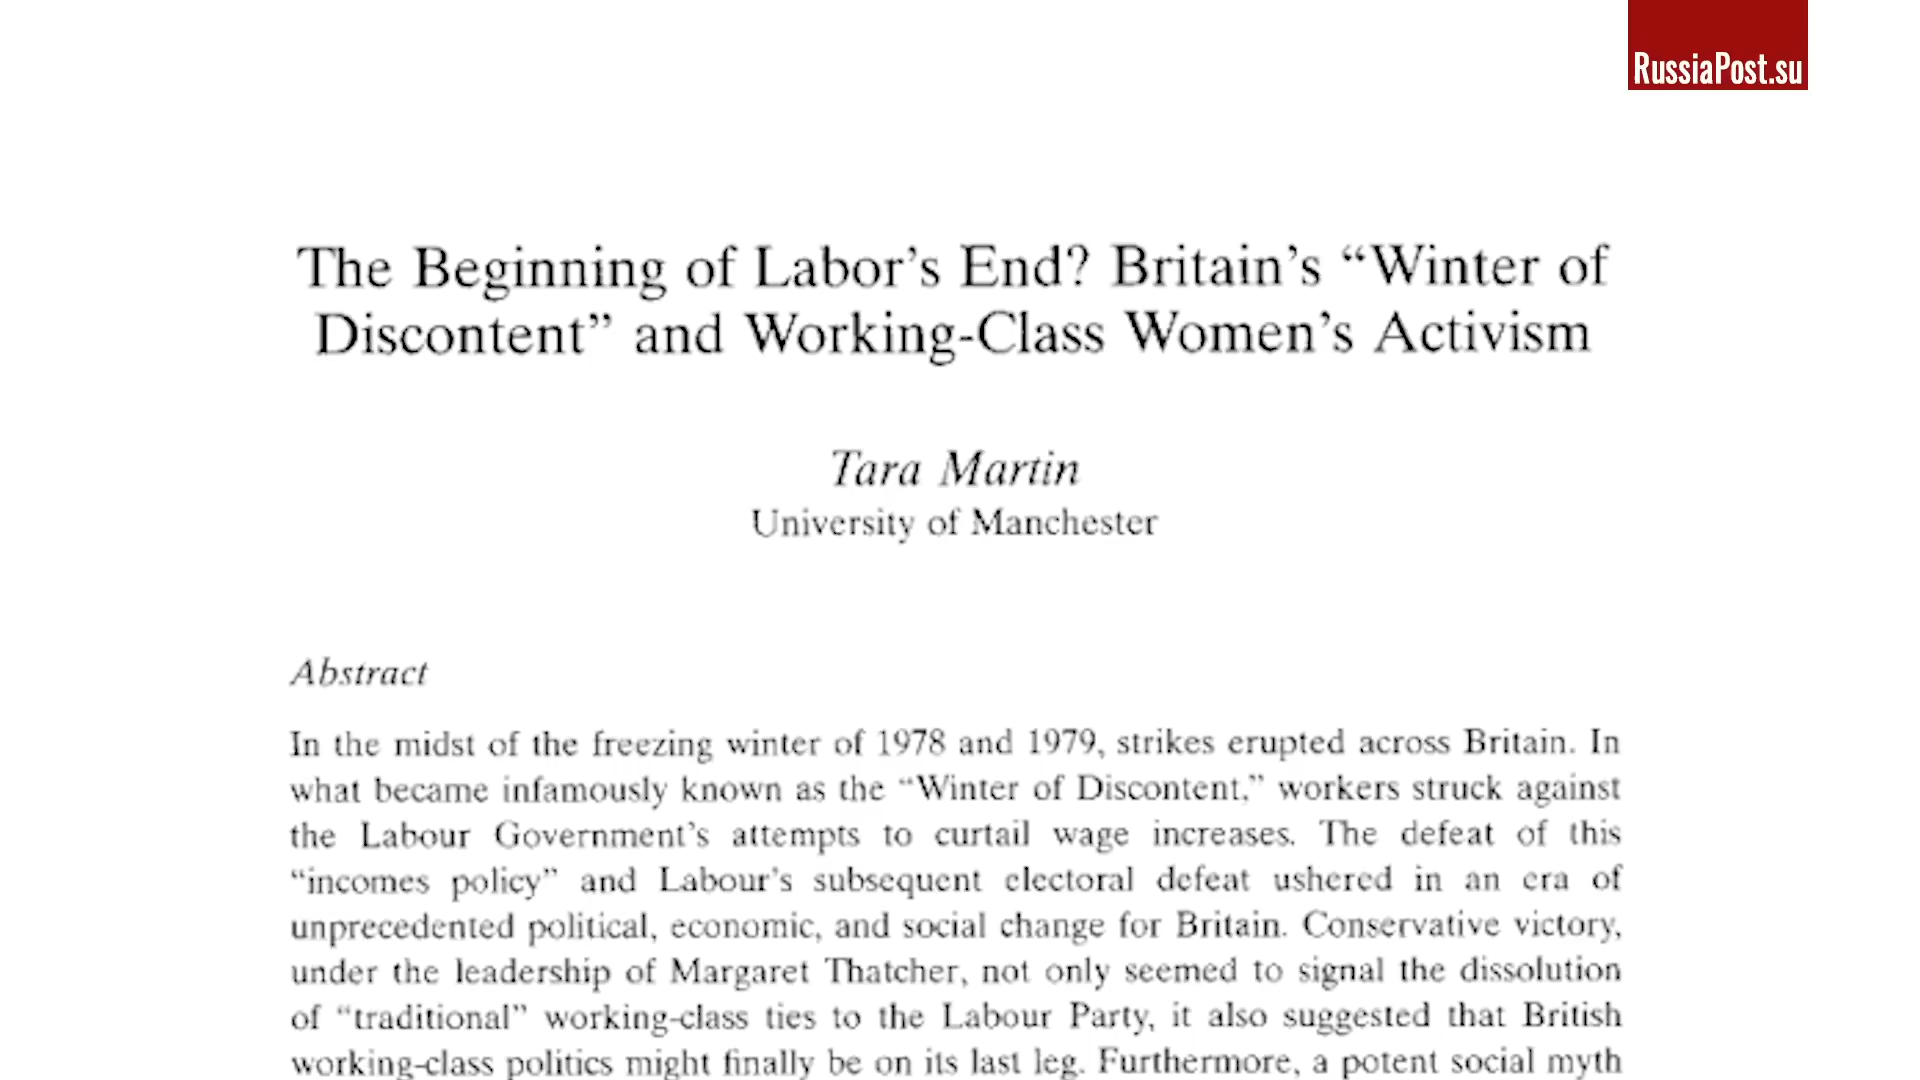 RussiaPost.su
The Beginning of Labor's End? Britain's “Winter of
Discontent” and Working-Class Women's Activism
Tara Martin
University of Manchester
Abstract
In the midst of the freezing winter of 1978 and 1979, strikes erupted across Britain. In
what became infamously known as the “Winter of Discontent,” workers struck against
the Labour Government's attempts to curtail wage increases. The defeat of this
“incomes policy” and Labour's subsequent electoral defeat ushered in an era of
unprecedented political, economic, and social change for Britain. Conservative victory,
under the leadership of Margaret Thatcher, not only seemed to signal the dissolution
of “traditional” working-class ties to the Labour Party, it also suggested that British
working-class politics might finally be on its last leg. Furthermore, a potent social myth